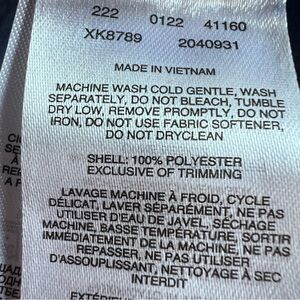 222 0122 41160
XK8789 2040931
MADE IN VIETNAM
MACHINE WASH COLD GENTLE, WASH
SEPARATELY, DO NOT BLEACH, TUMBLE
DRY LOW, REMOVE PROMPTLY, DO NOT
IRON, DO NOT USE FABRIC SOFTENER,
DO NOT DRYCLEAN
SHELL: 100% POLYESTER
EXCLUSIVE OF TRIMMING
LAVAGE MACHINE À FROID, CYCLE
DÉLICAT, LAVER SÉPARÉMENT, NE PAS
UTILISER D'EAU DE JAVEL, SÉCHAGE
MACHINE, BASSE TEMPÉRATURE, SORTIR
IMMÉDIATEMENT DE LA MACHINE, NE PAS
REPASSER, NE PAS UTILISER
D'ASSOUPLISSANT, NETTOYAGE À SEC
INTERDIT